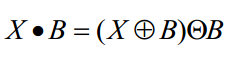 X • B = (X ⊕ B)ΘB